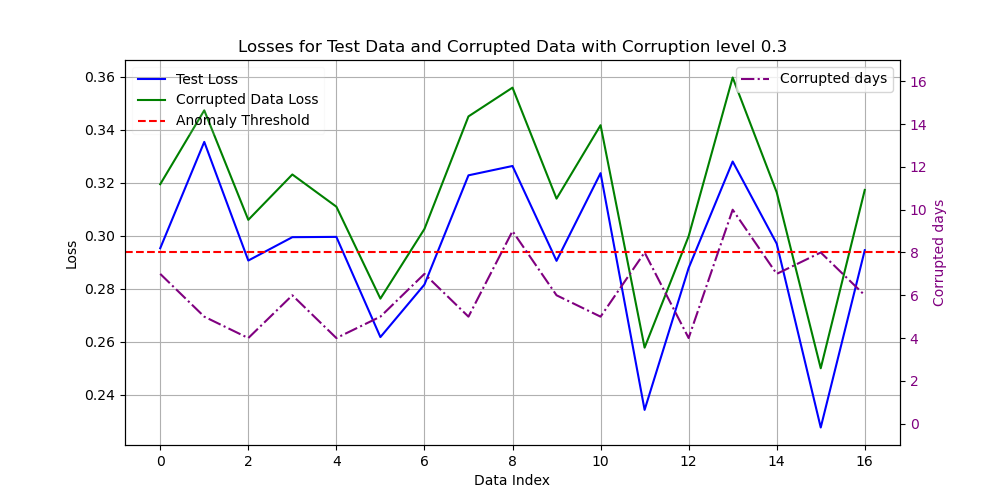 Losses for Test Data and Corrupted Data with Corruption level 0.3
Test Loss
Corrupted Data Loss
Anomaly Threshold
Corrupted days
0.36
0.34
0.32
0.30
0.28
0.26
0.24
Loss
16
14
12
10
8
6
4
2
0
Corrupted days
0 2 4 6 8 10 12 14 16
Data Index